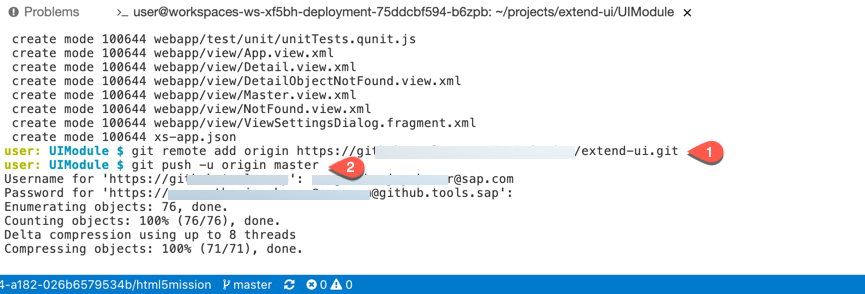 Problems
>_ user@workspaces-ws-xf5bh-deployment-75ddcbf594-b6zpb: ~/projects/extend-ui/UIModule ×
create mode 100644 webapp/test/unit/unitTests.qunit.js
create mode 100644 webapp/view/App.view.xml
create mode 100644 webapp/view/Detail.view.xml
create mode 100644 webapp/view/DetailObjectNotFound.view.xml
create mode 100644 webapp/view/Master.view.xml
create mode 100644 webapp/view/NotFound.view.xml
create mode 100644 webapp/view/ViewSettingsDialog.fragment.xml
create mode 100644 xs-app.json
user: UIModule $ git remote add origin https://git /extend-ui.git 1
user: UIModule $ git push -u origin master 2
Username for 'https://git ': r@sap.com
Password for 'https:// @github.tools.sap':
Enumerating objects: 76, done.
Counting objects: 100% (76/76), done.
Delta compression using up to 8 threads
Compressing objects: 100% (71/71), done.
4-a182-026b6579534b/html5mission master 0 0